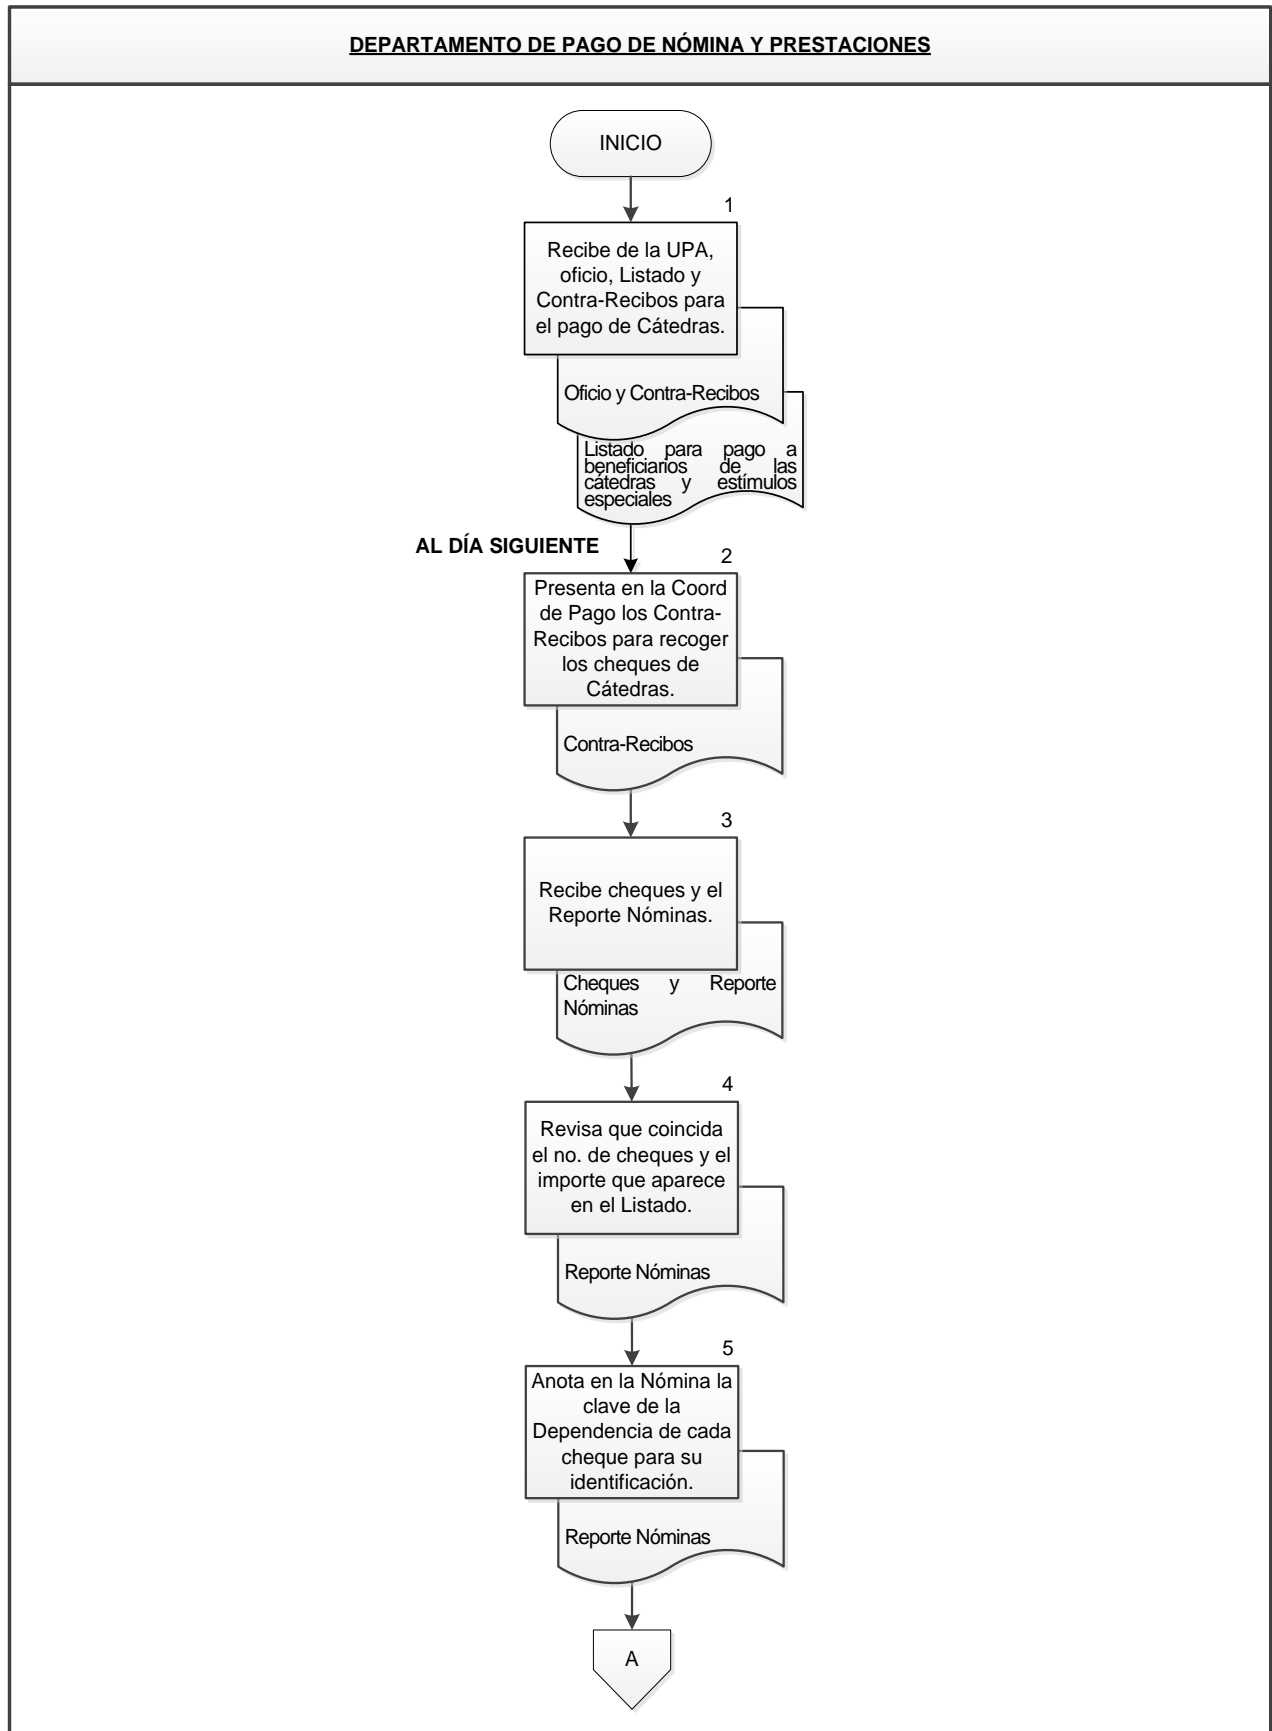 DEPARTAMENTO DE PAGO DE NÓMINA Y PRESTACIONES
INICIO
1
Recibe de la UPA,
oficio, Listado y
Contra-Recibos para
el pago de Cátedras.
Oficio y Contra-Recibos
Listado para pago a
beneficiarios de las
cátedras y estímulos
especiales
AL DÍA SIGUIENTE
2
Presenta en la Coord
de Pago los Contra-
Recibos para recoger
los cheques de
Cátedras.
Contra-Recibos
3
Recibe cheques y el
Reporte Nóminas.
Cheques y Reporte
Nóminas
4
Revisa que coincida
el no. de cheques y el
importe que aparece
en el Listado.
Reporte Nóminas
5
Anota en la Nómina la
clave de la
Dependencia de cada
cheque para su
identificación.
Reporte Nóminas
A